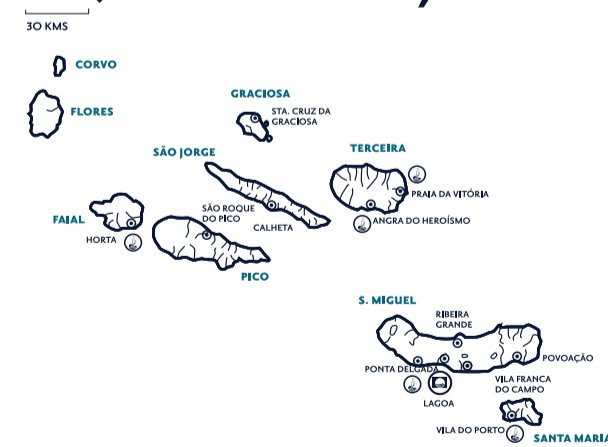 30 KMS
CORVO
FLORES
GRACIOSA
STA. CRUZ DA
GRACIOSA
SÃO JORGE
TERCEIRA
PRAIA DA VITÓRIA
ANGRA DO HEROÍSMO
SÃO ROQUE
DO PICO
CALHETA
FAIAL
HORTA
PICO
S. MIGUEL
RIBEIRA
GRANDE
POVOAÇÃO
PONTA DELGADA
VILA FRANCA
DO CAMPO
LAGOA
VILA DO PORTO
SANTA MARIA